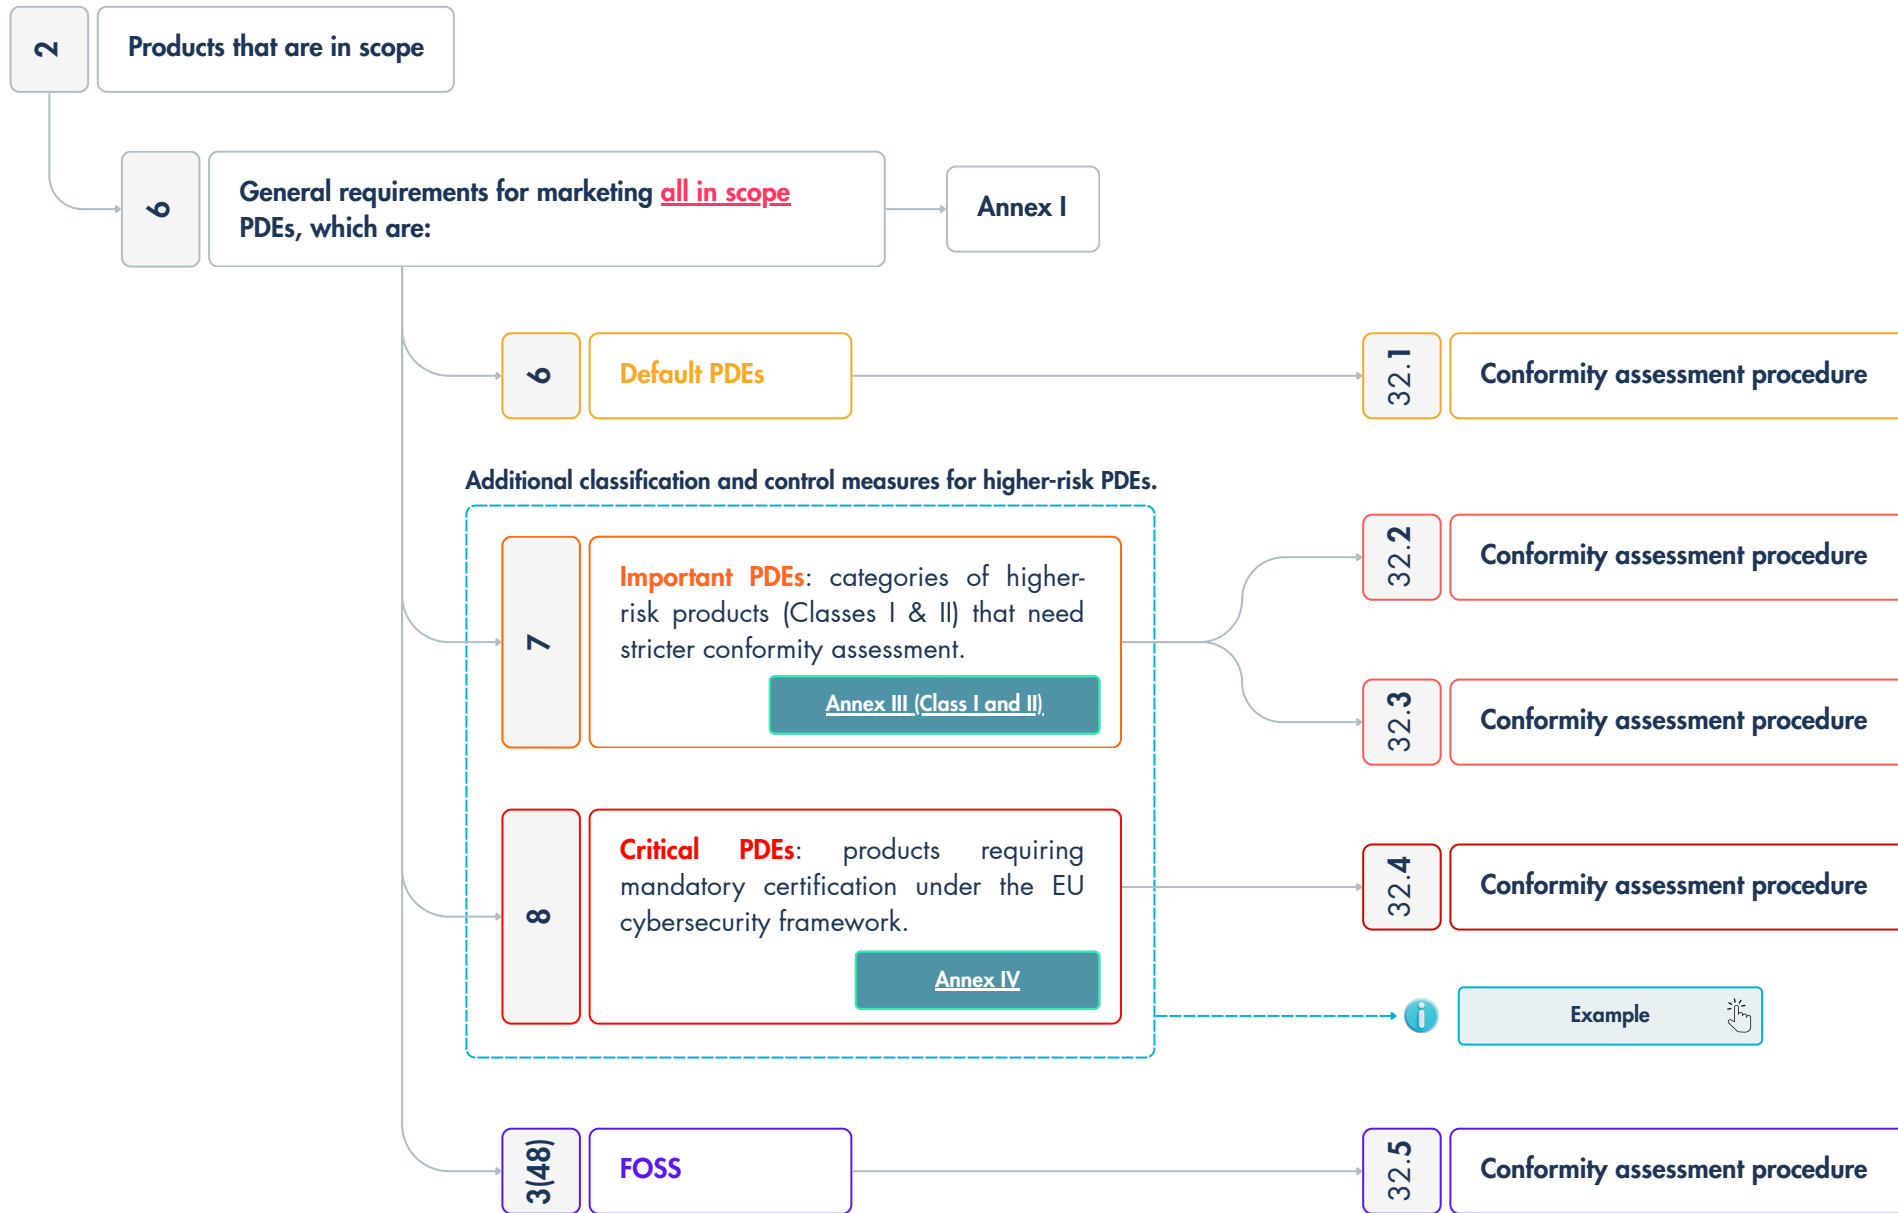 2
Products that are in scope
6
General requirements for marketing all in scope
PDEs, which are:
Annex I
6
Default PDEs
32.1
Conformity assessment procedure
Additional classification and control measures for higher-risk PDEs.
7
Important PDEs: categories of higher-
risk products (Classes I & II) that need
stricter conformity assessment.
Annex III (Class I and II)
32.2
Conformity assessment procedure
32.3
Conformity assessment procedure
8
Critical PDEs: products requiring
mandatory certification under the EU
cybersecurity framework.
Annex IV
32.4
Conformity assessment procedure
i
Example
3(48)
FOSS
32.5
Conformity assessment procedure